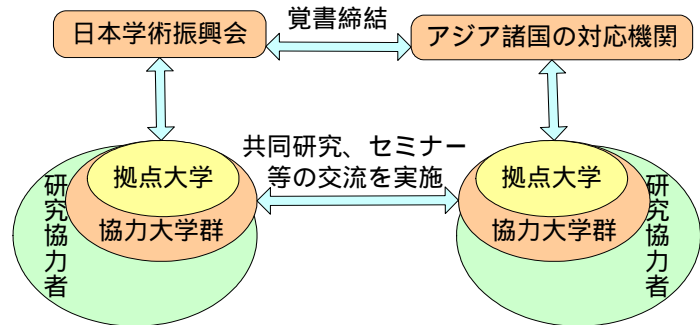 覚書締結
日本学術振興会
アジア諸国の対応機関
共同研究、セミナー
等の交流を実施
拠点大学
協力大学群
研究協力者
拠点大学
協力大学群
研究協力者